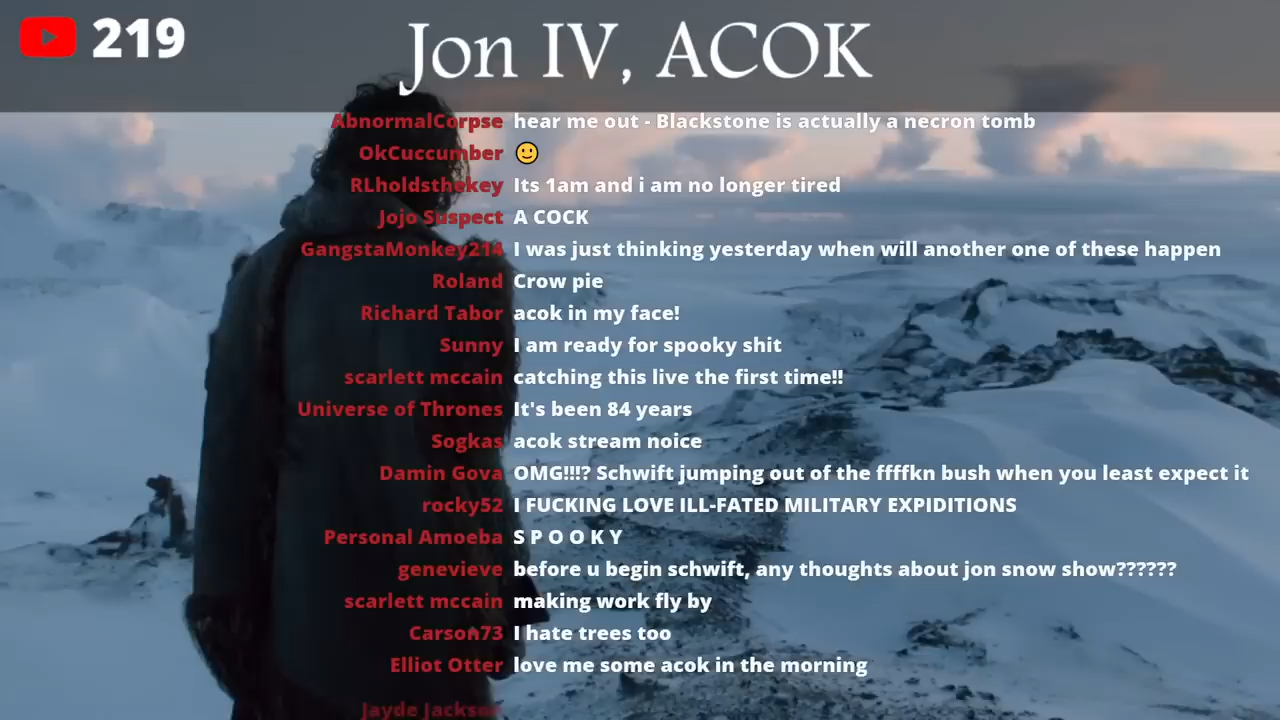 219
Jon IV, ACOK
AbnormalCorpse hear me out - Blackstone is actually a necron tomb
OkCuccumber 🙂
RLholdsthekey Its 1am and i am no longer tired
Jojo Suspect A COCK
GangstaMonkey214 I was just thinking yesterday when will another one of these happen
Roland Crow pie
Richard Tabor acok in my face!
Sunny I am ready for spooky shit
scarlett mccain catching this live the first time!!
Universe of Thrones It's been 84 years
Sogkas acok stream noice
Damin Gova OMG!!!? Schwift jumping out of the ffffkn bush when you least expect it
rocky52 I FUCKING LOVE ILL-FATED MILITARY EXPIDITIONS
Personal Amoeba S P O O K Y
genevieve before u begin schwift, any thoughts about jon snow show??????
scarlett mccain making work fly by
Carson73 I hate trees too
Elliot Otter love me some acok in the morning
Jayde Jackson